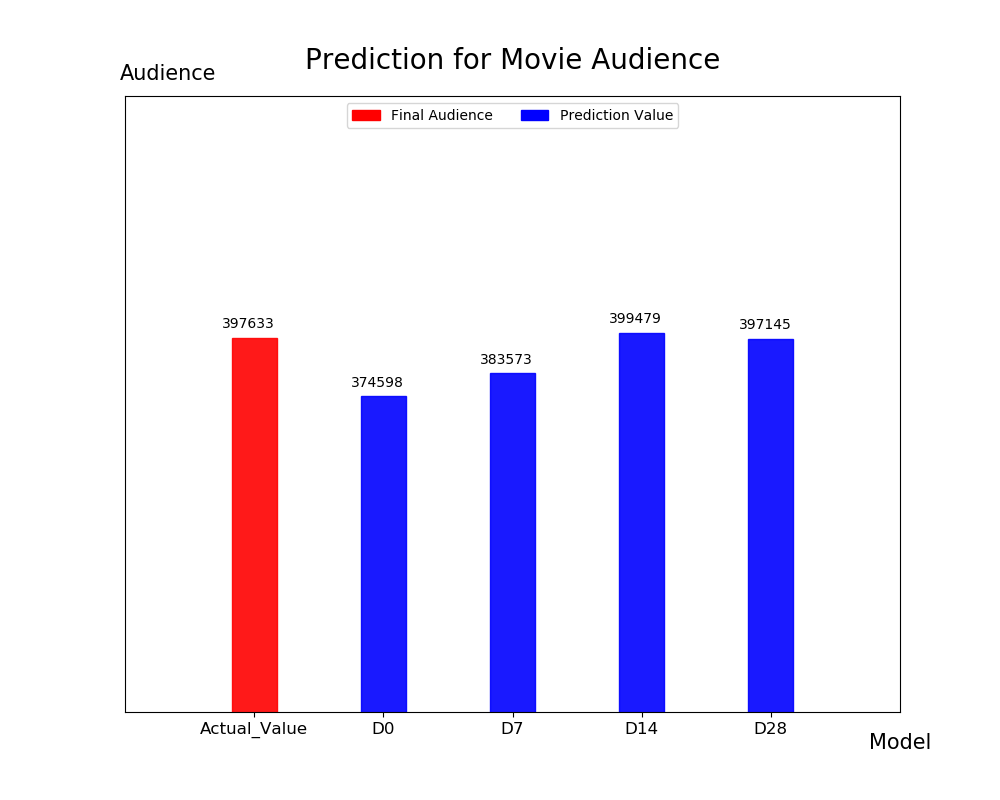 Prediction for Movie Audience
Audience
Final Audience
Prediction Value
397633
374598
383573
399479
397145
Actual_Value
D0
D7
D14
D28
Model